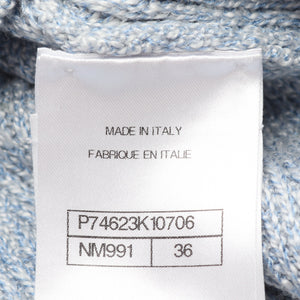 MADE IN ITALY
FABRIQUE EN ITALIE
P74623K10706
NM991 36